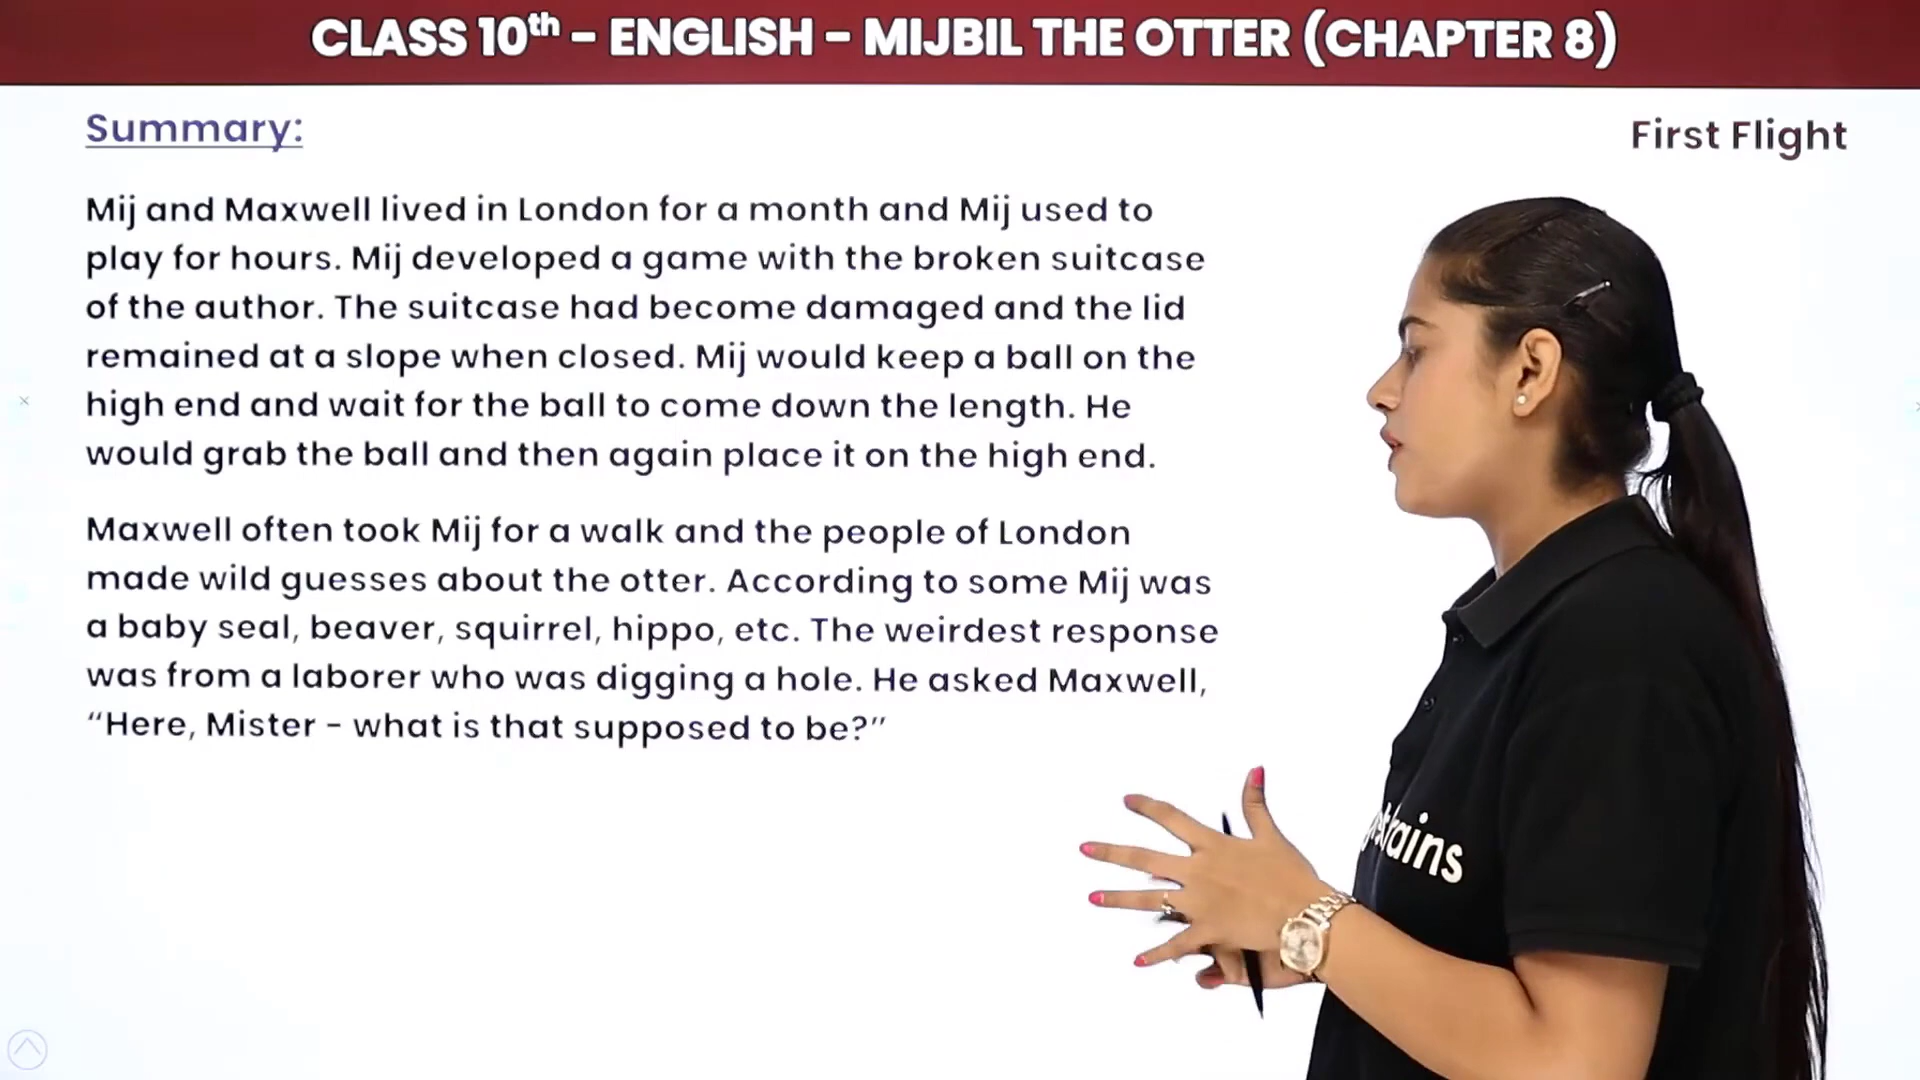 CLASS 10th - ENGLISH - MIJBIL THE OTTER (CHAPTER 8)
Summary:
First Flight
Mij and Maxwell lived in London for a month and Mij used to
play for hours. Mij developed a game with the broken suitcase
of the author. The suitcase had become damaged and the lid
remained at a slope when closed. Mij would keep a ball on the
high end and wait for the ball to come down the length. He
would grab the ball and then again place it on the high end.
Maxwell often took Mij for a walk and the people of London
made wild guesses about the otter. According to some Mij was
a baby seal, beaver, squirrel, hippo, etc. The weirdest response
was from a laborer who was digging a hole. He asked Maxwell,
“Here, Mister - what is that supposed to be?”